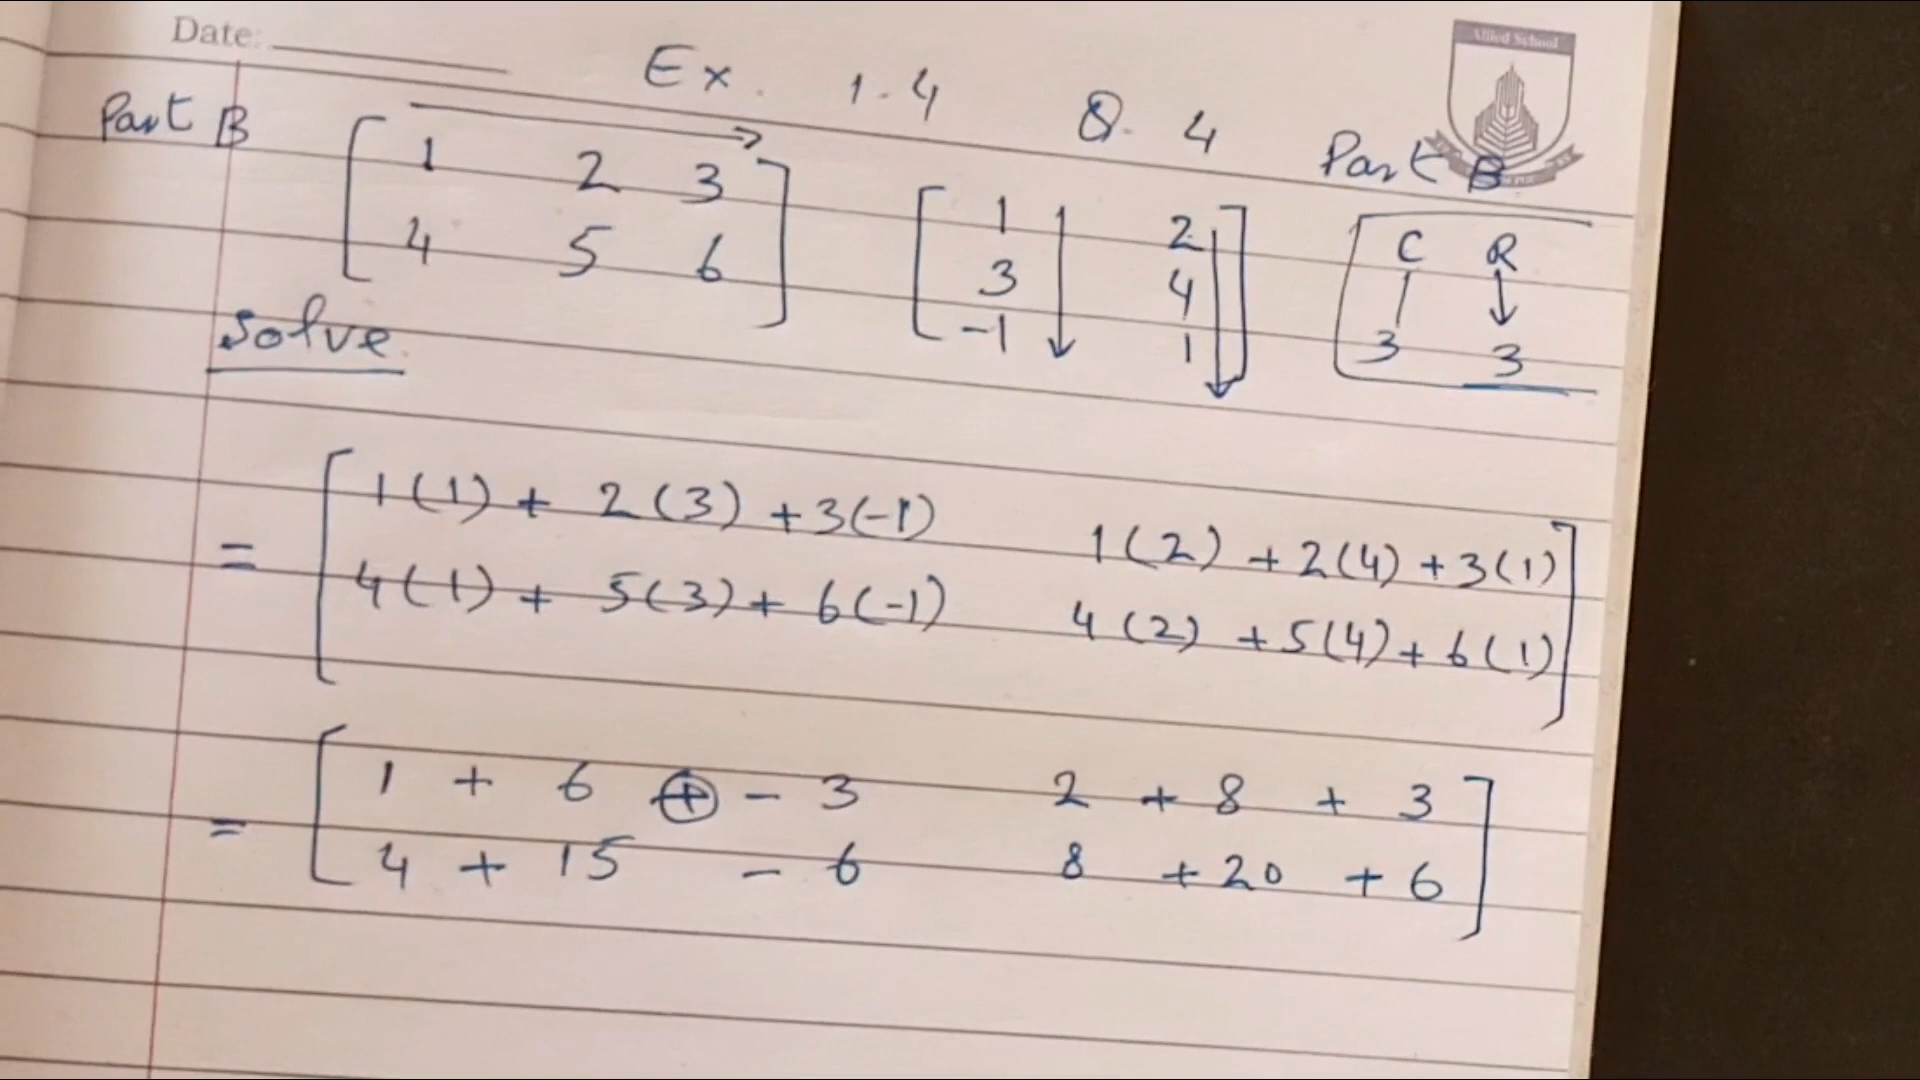 Date:
Ex. 1.4 Q. 4 Part B
Allied School
Part B [ 1 2 3 ] [ 1 2 ] C R
4 5 6 3 4
-1 1 3 3
Solve
= [ 1(1) + 2(3) +3(-1) 1(2) +2(4) +3(1) ]
4(1) + 5(3) + 6(-1) 4(2) +5(4) + 6(1)
= [ 1 + 6 ⊕ - 3 2 + 8 + 3 ]
4 + 15 - 6 8 +20 + 6